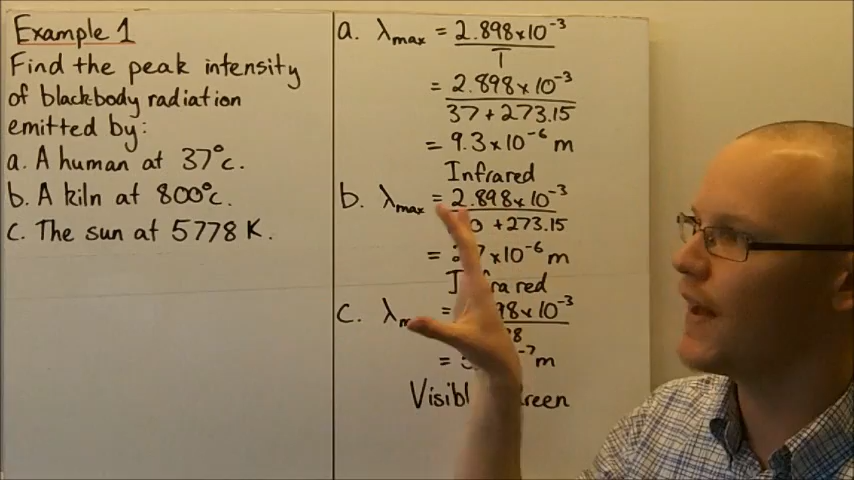 Example 1
Find the peak intensity
of blackbody radiation
emitted by:
a. A human at 37°c.
b. A kiln at 800°c.
c. The sun at 5778 K.
a. λmax = 2.898×10⁻³
T
= 2.898×10⁻³
37 + 273.15
= 9.3×10⁻⁶ m
Infrared
b. λmax = 2.898×10⁻³
+273.15
= ×10⁻⁶ m
c. λ = ×10⁻³
= ⁻⁷ m